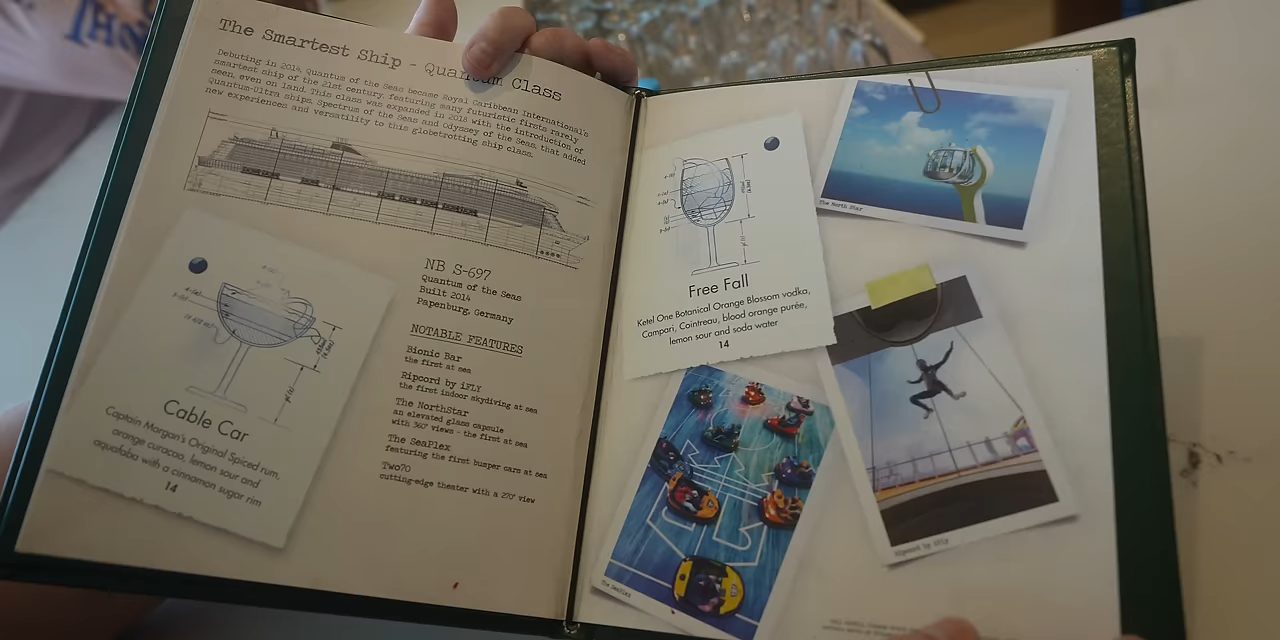 The Smartest Ship - Quantum Class
Debuting in 2014, Quantum of the Seas became Royal Caribbean International's
smartest ship of the 21st century, featuring many futuristic firsts rarely
seen, even on land. This class was expanded in 2018 with the introduction of
Quantum-Ultra ships, Spectrum of the Seas and Odyssey of the Seas, that added
new experiences and versatility to this globetrotting ship class.
NB S-697
Quantum of the Seas
Built 2014
Papenburg, Germany
NOTABLE FEATURES
Bionic Bar
the first at sea
Ripcord by iFLY
the first indoor skydiving at sea
The NorthStar
an elevated glass capsule
with 360° views - the first at sea
The SeaPlex
featuring the first bumper cars at sea
Two70
cutting-edge theater with a 270° view
Cable Car
Captain Morgan's Original Spiced rum,
orange curacao, lemon sour and
aquafaba with a cinnamon sugar rim
14
Free Fall
Ketel One Botanical Orange Blossom vodka,
Campari, Cointreau, blood orange purée,
lemon sour and soda water
14
The North Star
Ripcord by iFly
The SeaPlex